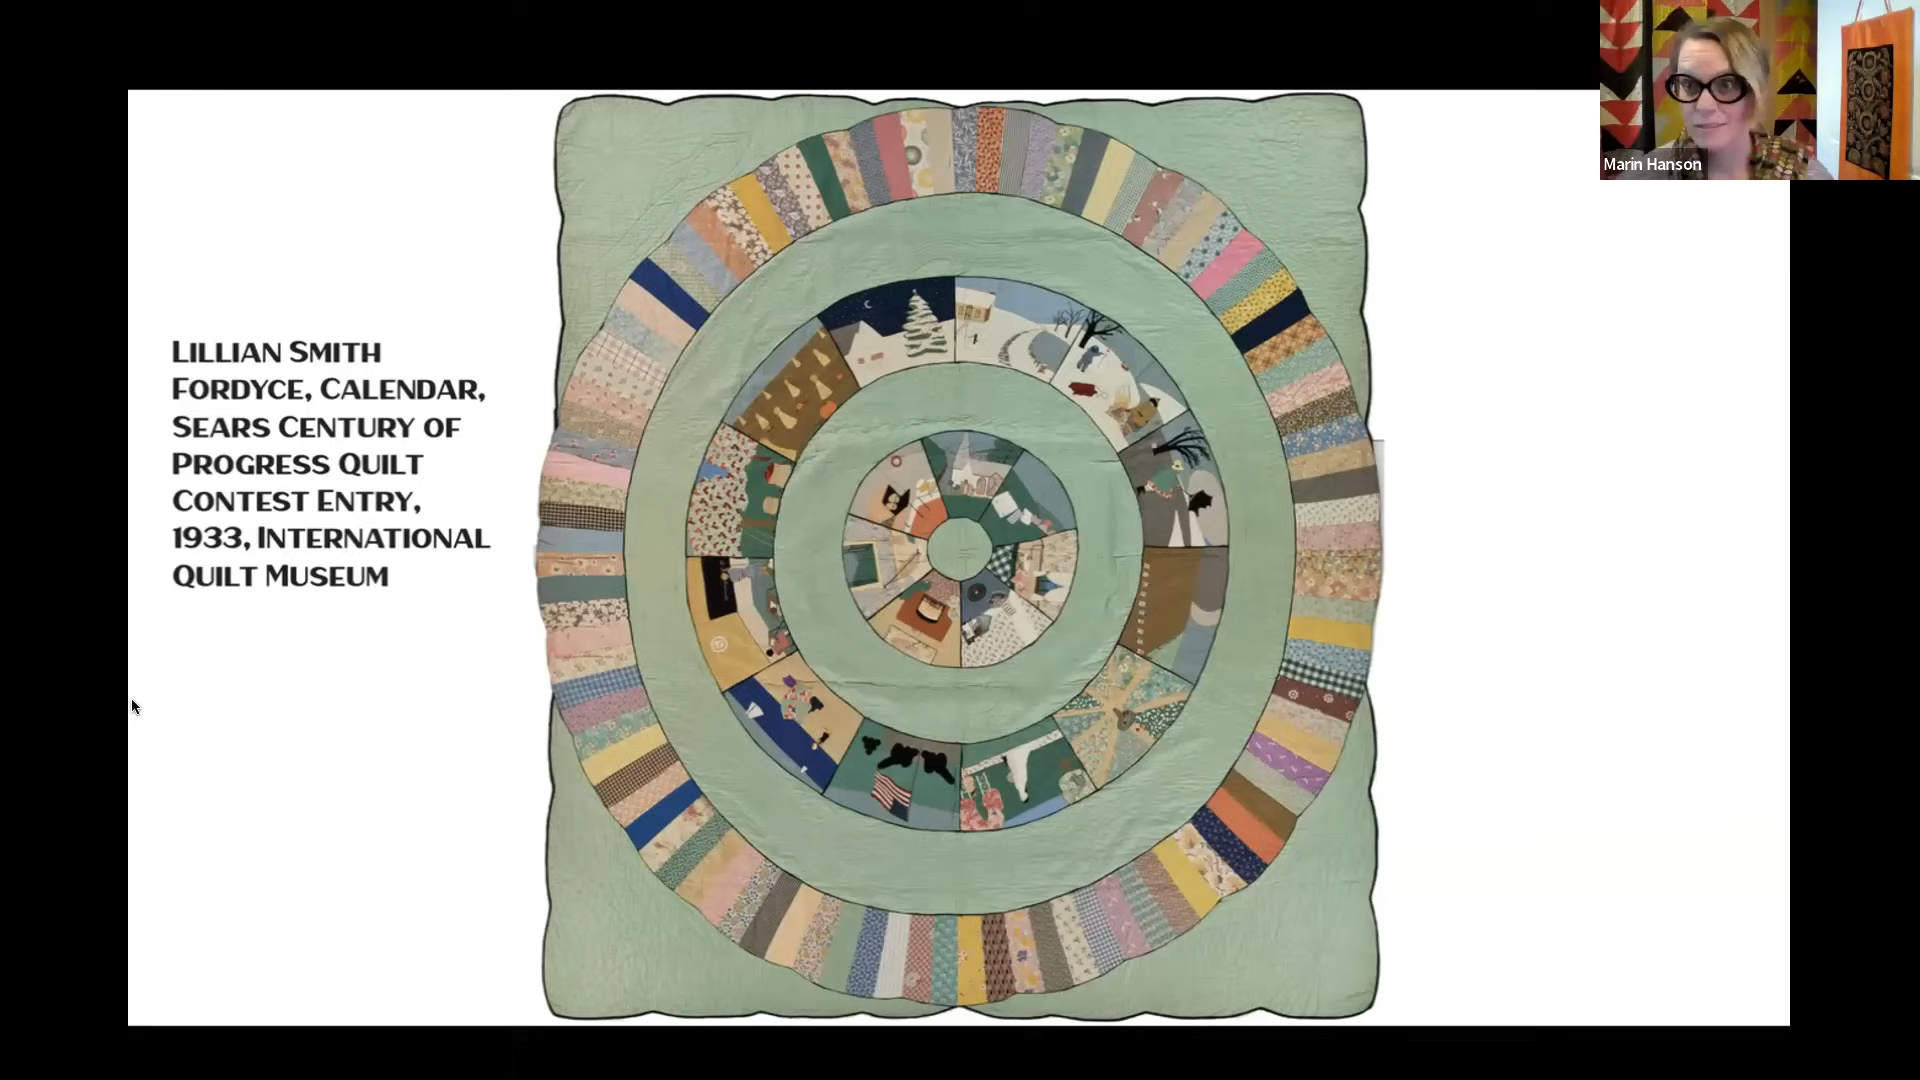 LILLIAN SMITH
FORDYCE, CALENDAR,
SEARS CENTURY OF
PROGRESS QUILT
CONTEST ENTRY,
1933, INTERNATIONAL
QUILT MUSEUM
Marin Hanson